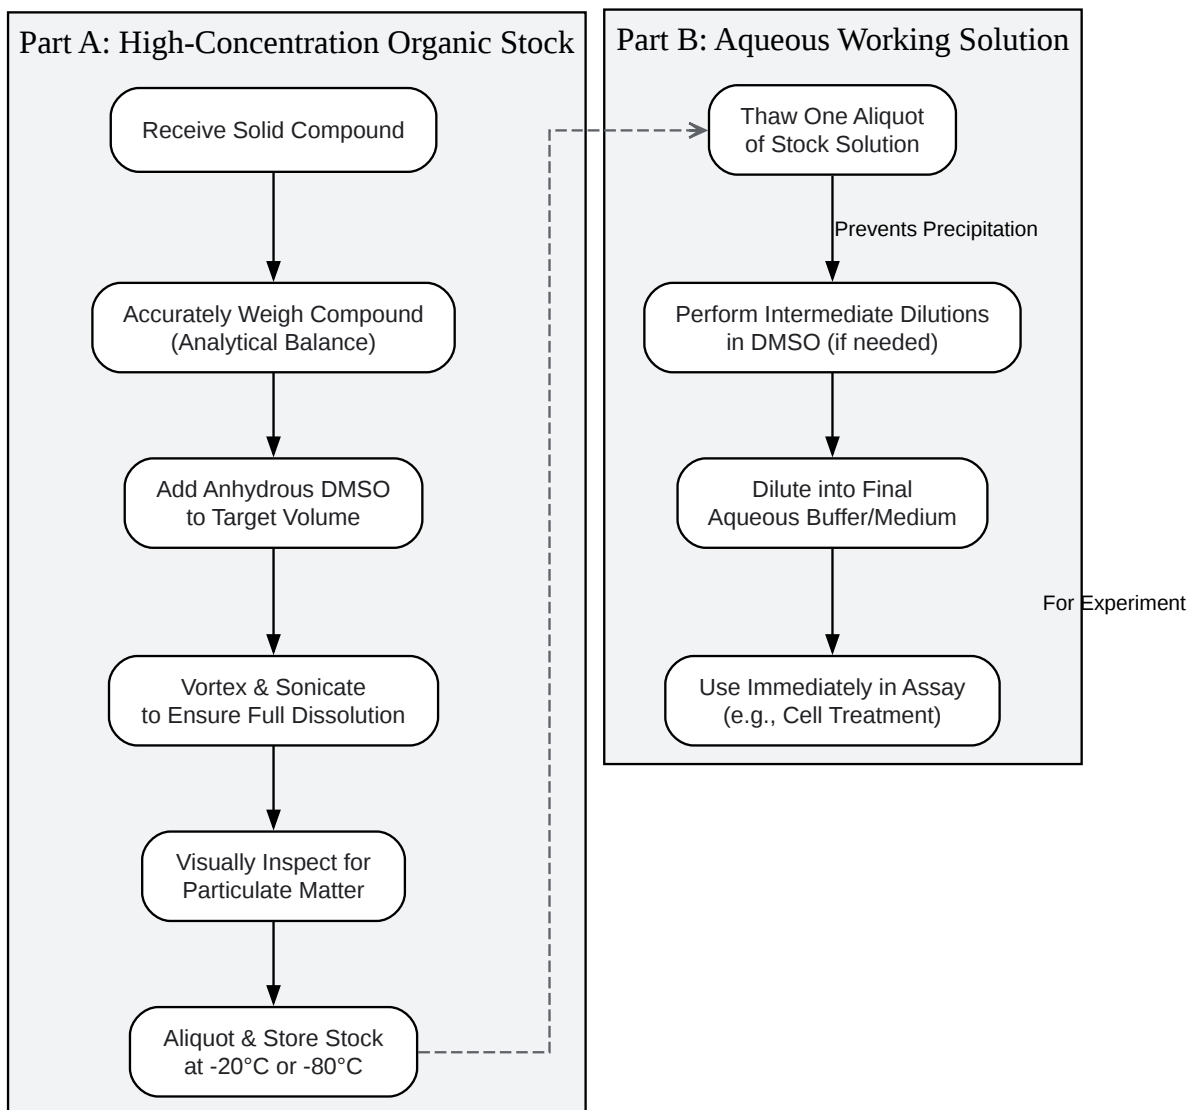 Part A: High-Concentration Organic Stock
Receive Solid Compound
Accurately Weigh Compound
(Analytical Balance)
Add Anhydrous DMSO
to Target Volume
Vortex & Sonicate
to Ensure Full Dissolution
Visually Inspect for
Particulate Matter
Aliquot & Store Stock
at -20°C or -80°C
Part B: Aqueous Working Solution
Thaw One Aliquot
of Stock Solution
Prevents Precipitation
Perform Intermediate Dilutions
in DMSO (if needed)
Dilute into Final
Aqueous Buffer/Medium
For Experiment
Use Immediately in Assay
(e.g., Cell Treatment)